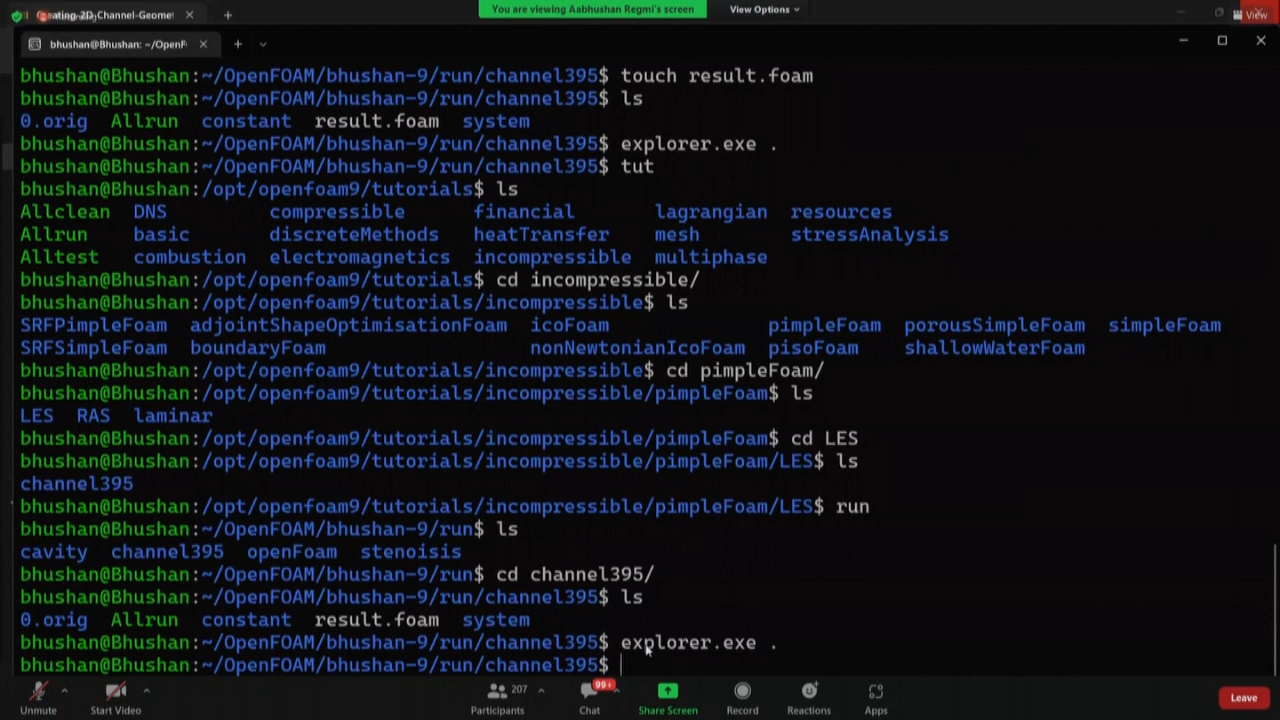 Creating-2D-Channel-Geomet
You are viewing Aabhushan Regmi's screen
View Options
View
bhushan@Bhushan: ~/OpenF
bhushan@Bhushan:~/OpenFOAM/bhushan-9/run/channel395$ touch result.foam
bhushan@Bhushan:~/OpenFOAM/bhushan-9/run/channel395$ ls
0.orig Allrun constant result.foam system
bhushan@Bhushan:~/OpenFOAM/bhushan-9/run/channel395$ explorer.exe .
bhushan@Bhushan:~/OpenFOAM/bhushan-9/run/channel395$ tut
bhushan@Bhushan:/opt/openfoam9/tutorials$ ls
Allclean DNS compressible financial lagrangian resources
Allrun basic discreteMethods heatTransfer mesh stressAnalysis
Alltest combustion electromagnetics incompressible multiphase
bhushan@Bhushan:/opt/openfoam9/tutorials$ cd incompressible/
bhushan@Bhushan:/opt/openfoam9/tutorials/incompressible$ ls
SRFPimpleFoam adjointShapeOptimisationFoam icoFoam pimpleFoam porousSimpleFoam simpleFoam
SRFSimpleFoam boundaryFoam nonNewtonianIcoFoam pisoFoam shallowWaterFoam
bhushan@Bhushan:/opt/openfoam9/tutorials/incompressible$ cd pimpleFoam/
bhushan@Bhushan:/opt/openfoam9/tutorials/incompressible/pimpleFoam$ ls
LES RAS laminar
bhushan@Bhushan:/opt/openfoam9/tutorials/incompressible/pimpleFoam$ cd LES
bhushan@Bhushan:/opt/openfoam9/tutorials/incompressible/pimpleFoam/LES$ ls
channel395
bhushan@Bhushan:/opt/openfoam9/tutorials/incompressible/pimpleFoam/LES$ run
bhushan@Bhushan:~/OpenFOAM/bhushan-9/run$ ls
cavity channel395 openFoam stenoisis
bhushan@Bhushan:~/OpenFOAM/bhushan-9/run$ cd channel395/
bhushan@Bhushan:~/OpenFOAM/bhushan-9/run/channel395$ ls
0.orig Allrun constant result.foam system
bhushan@Bhushan:~/OpenFOAM/bhushan-9/run/channel395$ explorer.exe .
bhushan@Bhushan:~/OpenFOAM/bhushan-9/run/channel395$
207
99+
Unmute Start Video Participants Chat Share Screen Record Reactions Apps Leave